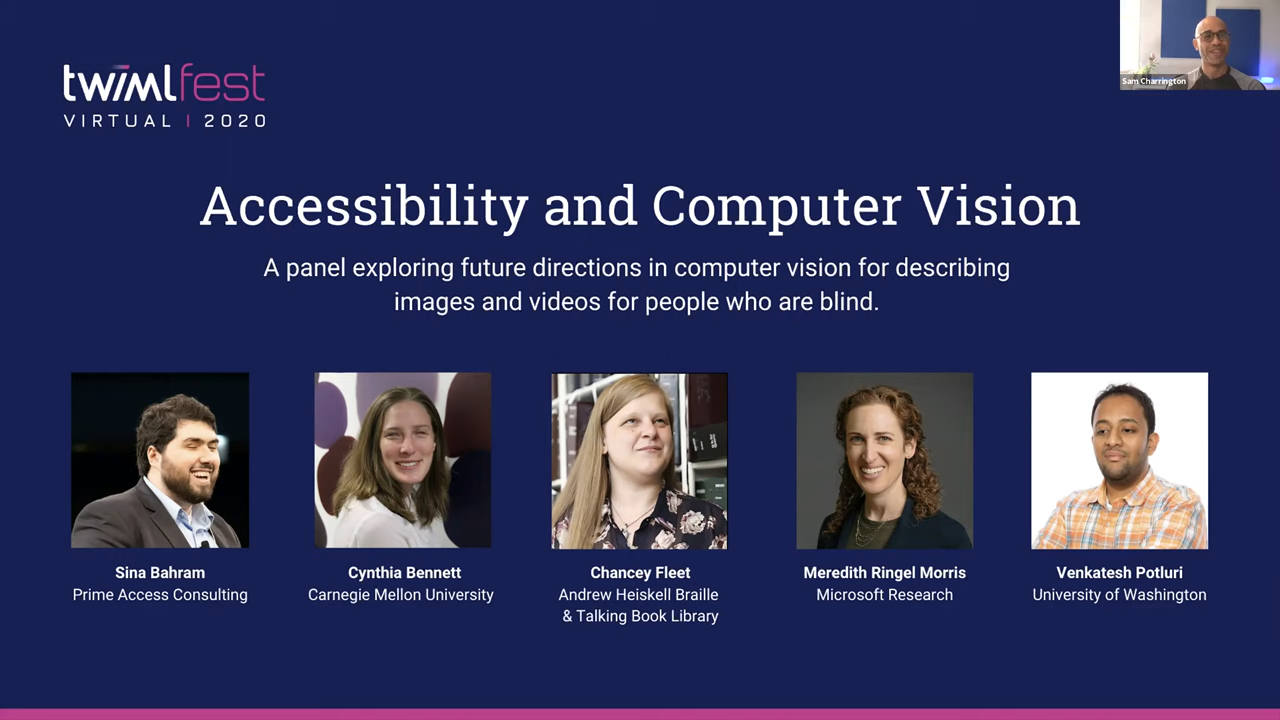 twimlfest
VIRTUAL | 2020
Sam Charrington
Accessibility and Computer Vision
A panel exploring future directions in computer vision for describing
images and videos for people who are blind.
Sina Bahram
Prime Access Consulting
Cynthia Bennett
Carnegie Mellon University
Chancey Fleet
Andrew Heiskell Braille
& Talking Book Library
Meredith Ringel Morris
Microsoft Research
Venkatesh Potluri
University of Washington